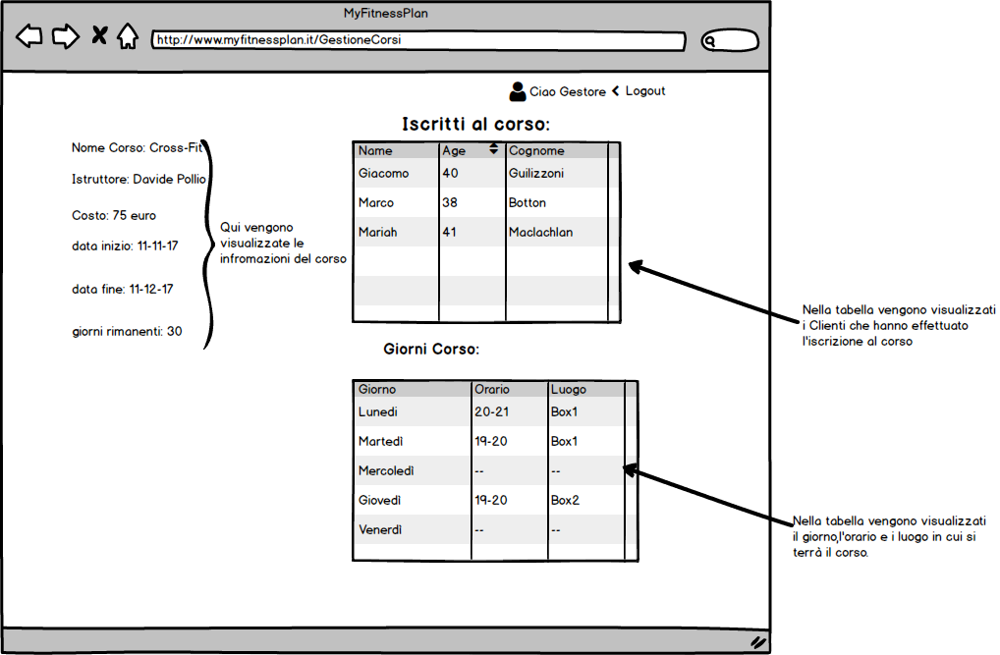 MyFitnessPlan
http://www.myfitnessplan.it/GestioneCorsi
Ciao Gestore
Logout
Nome Corso: Cross-Fit
Istruttore: Davide Pollio
Costo: 75 euro
data inizio: 11-11-17
data fine: 11-12-17
giorni rimanenti: 30
Qui vengono
visualizzate le
infromazioni del corso
Iscritti al corso:
Name Age Cognome
Giacomo 40 Guilizzoni
Marco 38 Botton
Mariah 41 Maclachlan
Nella tabella vengono visualizzati
i Clienti che hanno effettuato
l'iscrizione al corso
Giorni Corso:
Giorno Orario Luogo
Lunedi 20-21 Box1
Martedì 19-20 Box1
Mercoledì -- --
Giovedì 19-20 Box2
Venerdì -- --
Nella tabella vengono visualizzati
il giorno,l'orario e i luogo in cui si
terrà il corso.